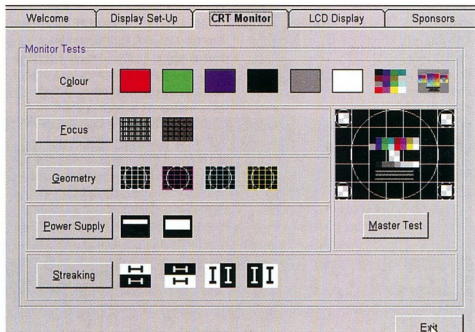 Welcome
Display Set-Up
CRT Monitor
LCD Display
Sponsors
Monitor Tests
Colour
Focus
Geometry
Power Supply
Master Test
Streaking
Exit